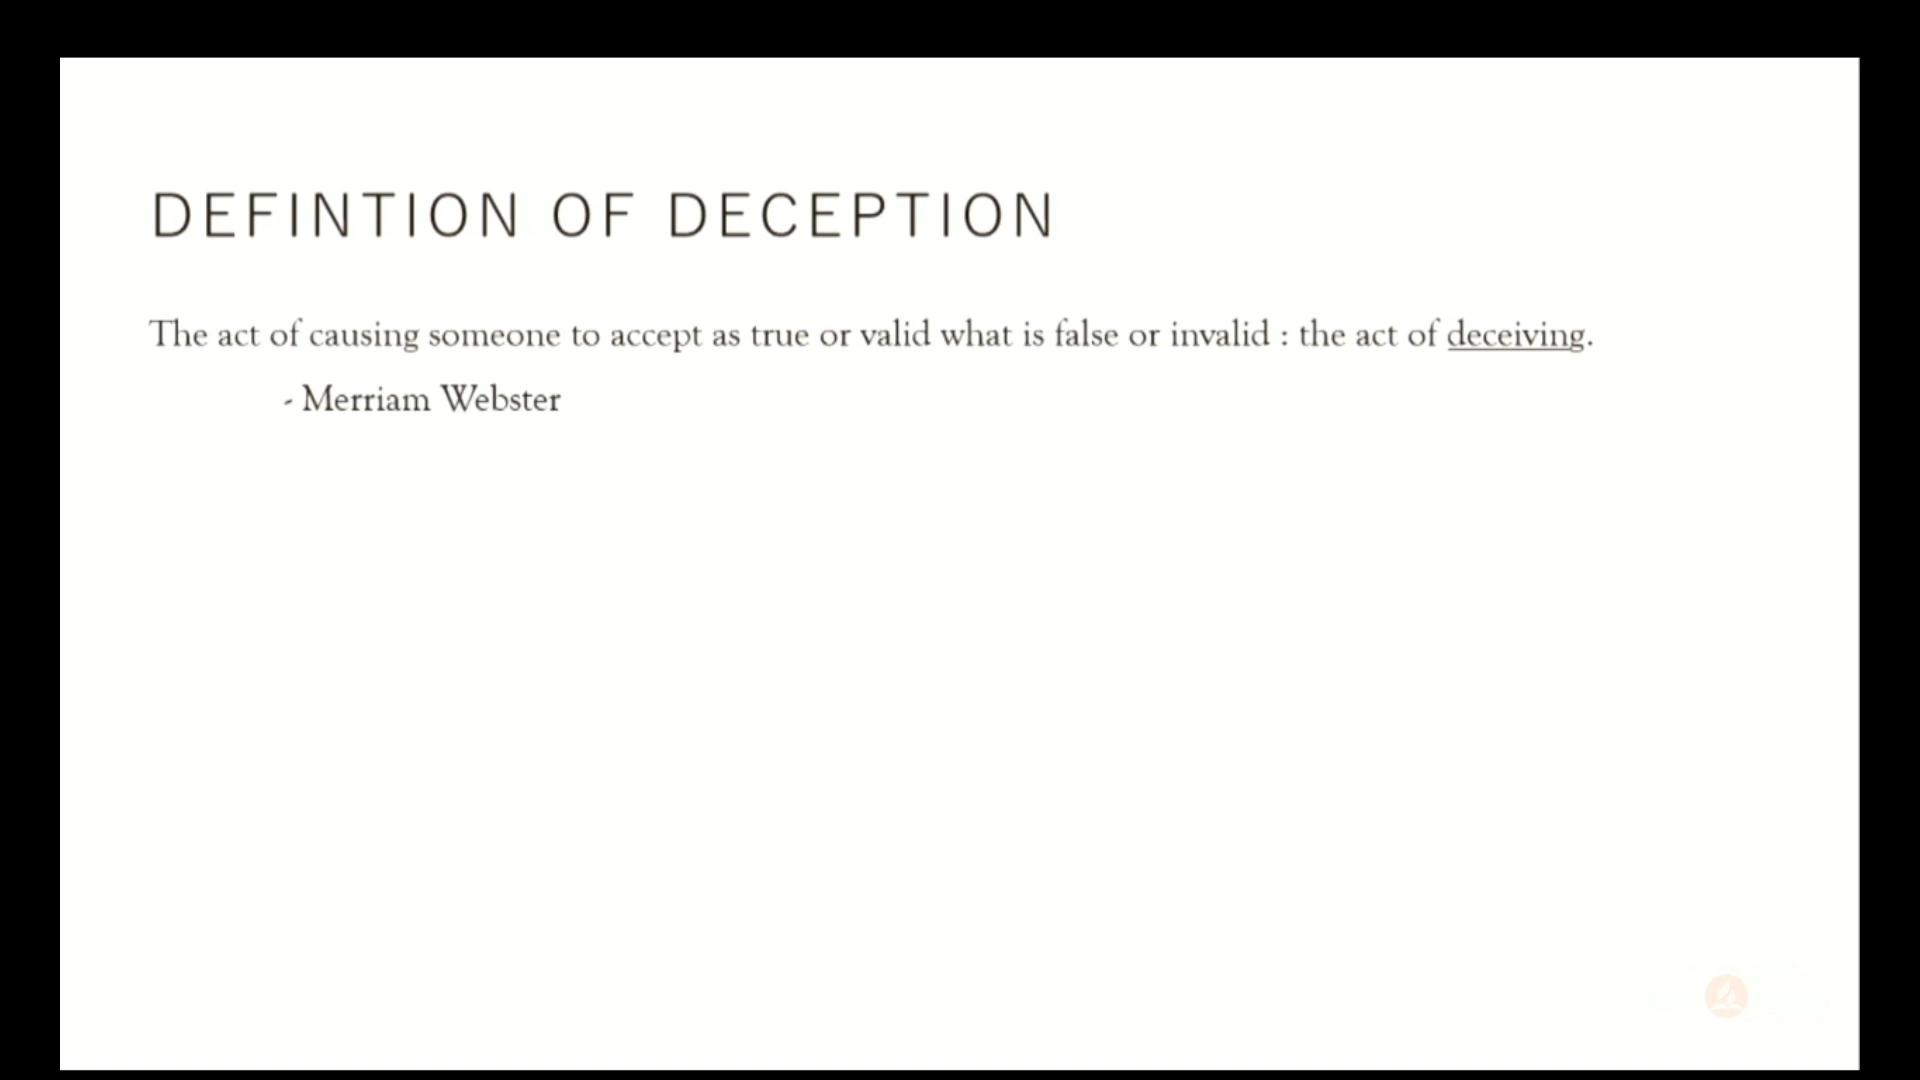 DEFINTION OF DECEPTION
The act of causing someone to accept as true or valid what is false or invalid : the act of deceiving.
- Merriam Webster